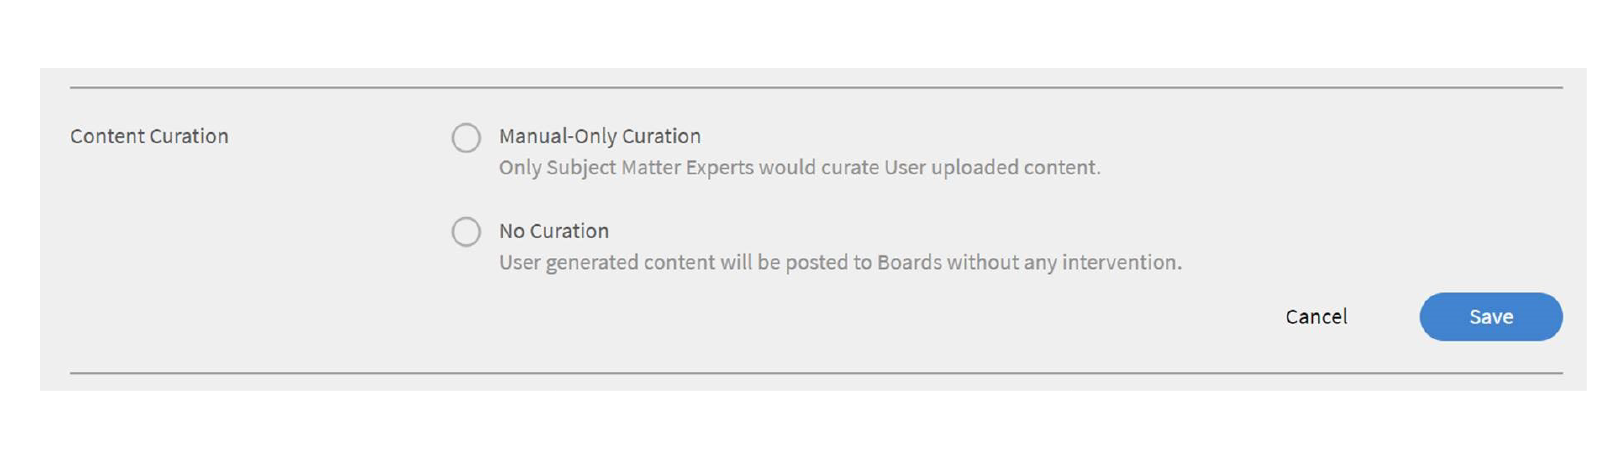 Content Curation
Manual-Only Curation
Only Subject Matter Experts would curate User uploaded content.
No Curation
User generated content will be posted to Boards without any intervention.
Cancel
Save